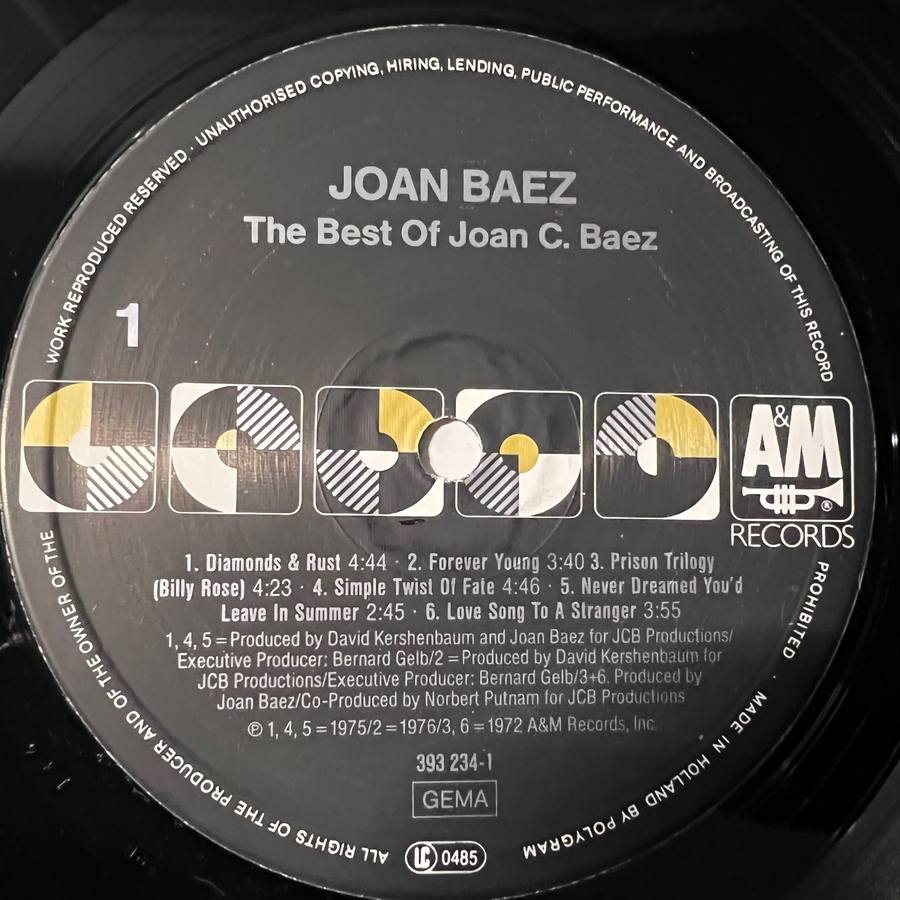 WORK REPRODUCED RESERVED · UNAUTHORISED COPYING, HIRING, LENDING, PUBLIC PERFORMANCE AND BROADCASTING OF THIS RECORD
PROHIBITED · MADE IN HOLLAND BY POLYGRAM
ALL RIGHTS OF THE PRODUCER AND OF THE OWNER OF THE
JOAN BAEZ
The Best Of Joan C. Baez
1
A&M
®
RECORDS
1. Diamonds & Rust 4:44 · 2. Forever Young 3:40 3. Prison Trilogy
(Billy Rose) 4:23 · 4. Simple Twist Of Fate 4:46 · 5. Never Dreamed You'd
Leave In Summer 2:45 · 6. Love Song To A Stranger 3:55
1, 4, 5 = Produced by David Kershenbaum and Joan Baez for JCB Productions/
Executive Producer: Bernard Gelb/2 = Produced by David Kershenbaum for
JCB Productions/Executive Producer: Bernard Gelb/3+6. Produced by
Joan Baez/Co-Produced by Norbert Putnam for JCB Productions
℗ 1, 4, 5 = 1975/2 = 1976/3, 6 = 1972 A&M Records, Inc.
393 234-1
GEMA
LC 0485